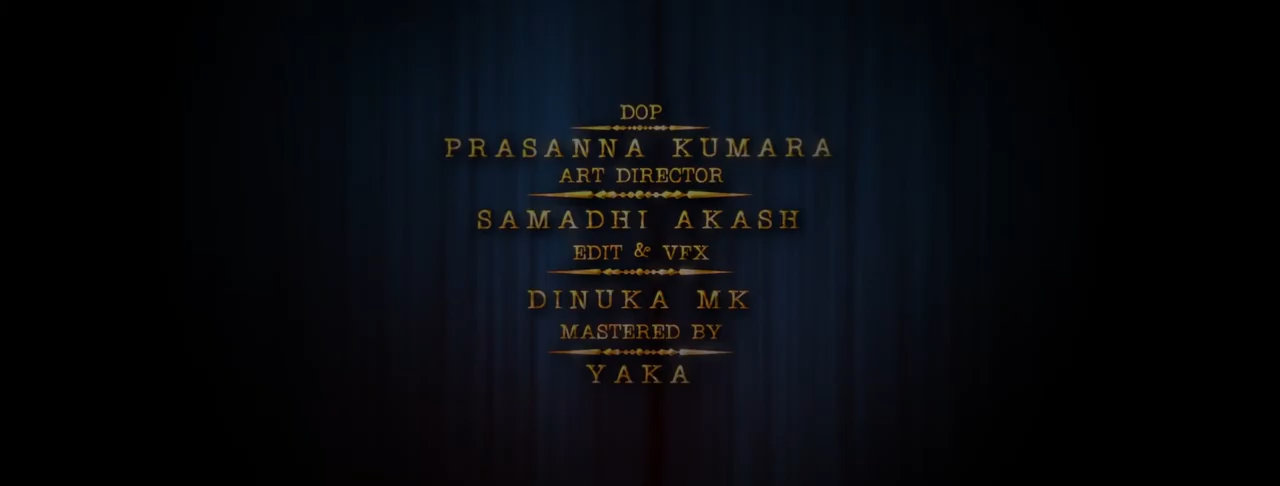 DOP
PRASANNA KUMARA
ART DIRECTOR
SAMADHI AKASH
EDIT & VFX
DINUKA MK
MASTERED BY
YAKA